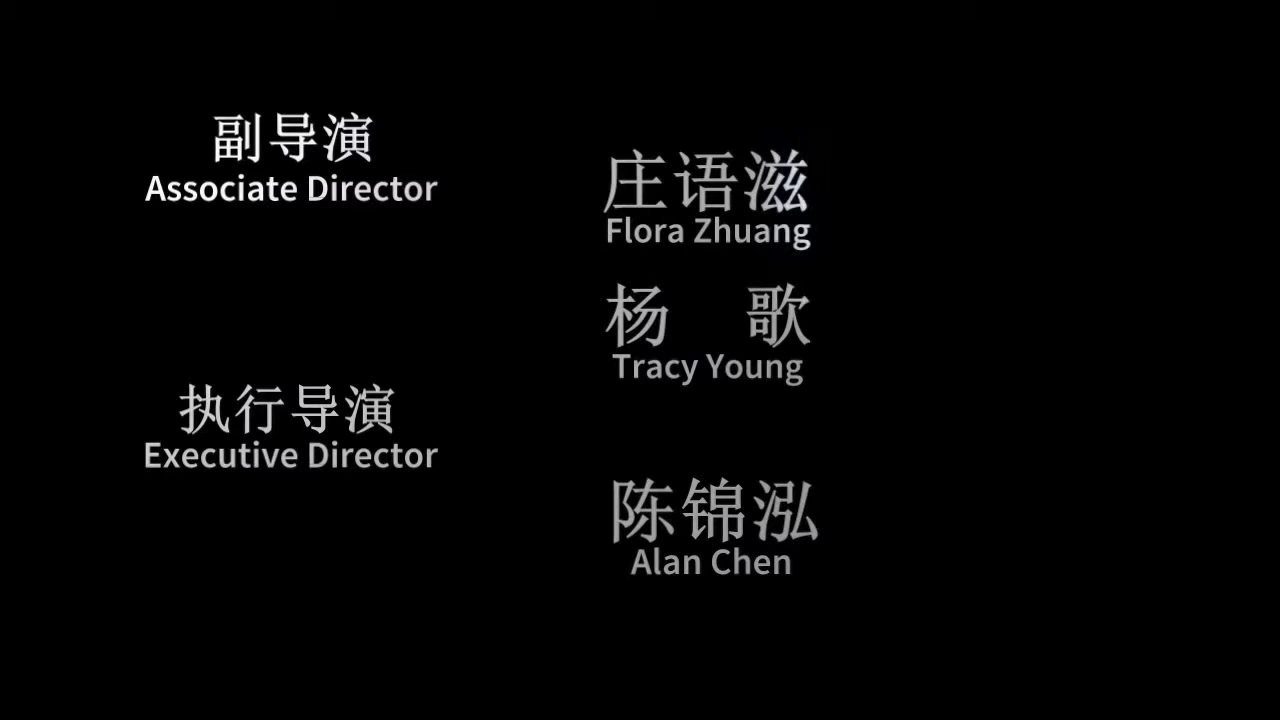 副导演
Associate Director
庄语滋
Flora Zhuang
杨 歌
Tracy Young
执行导演
Executive Director
陈锦泓
Alan Chen